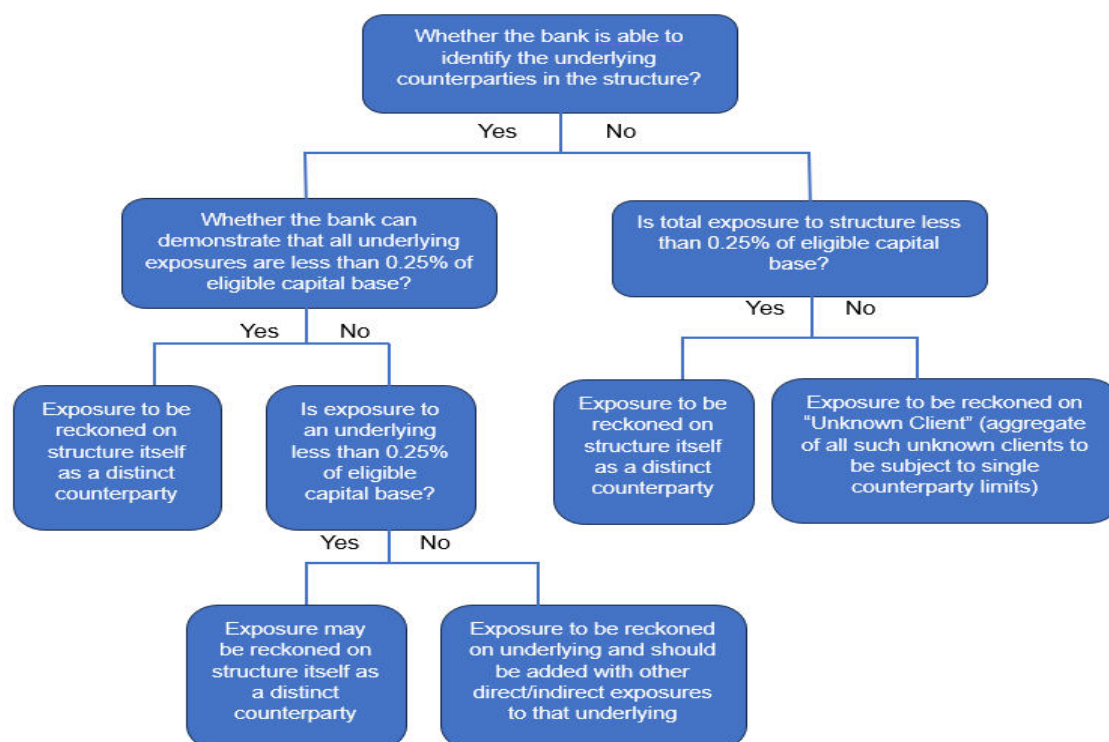 Whether the bank is able to
identify the underlying
counterparties in the structure?
Yes
No
Whether the bank can
demonstrate that all underlying
exposures are less than 0.25% of
eligible capital base?
Is total exposure to structure less
than 0.25% of eligible capital
base?
Yes
No
Yes
No
Exposure to be
reckoned on
structure itself
as a distinct
counterparty
Is exposure to
an underlying
less than 0.25%
of eligible
capital base?
Exposure to be
reckoned on
structure itself
as a distinct
counterparty
Exposure to be reckoned on
“Unknown Client” (aggregate
of all such unknown clients to
be subject to single
counterparty limits)
Yes
No
Exposure may
be reckoned on
structure itself as
a distinct
counterparty
Exposure to be reckoned
on underlying and should
be added with other
direct/indirect exposures
to that underlying